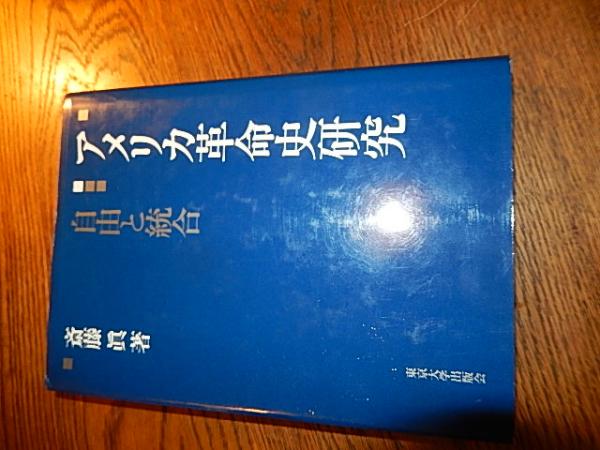 アメリカ革命史研究
自由と統合
斎藤眞著
東京大学出版会